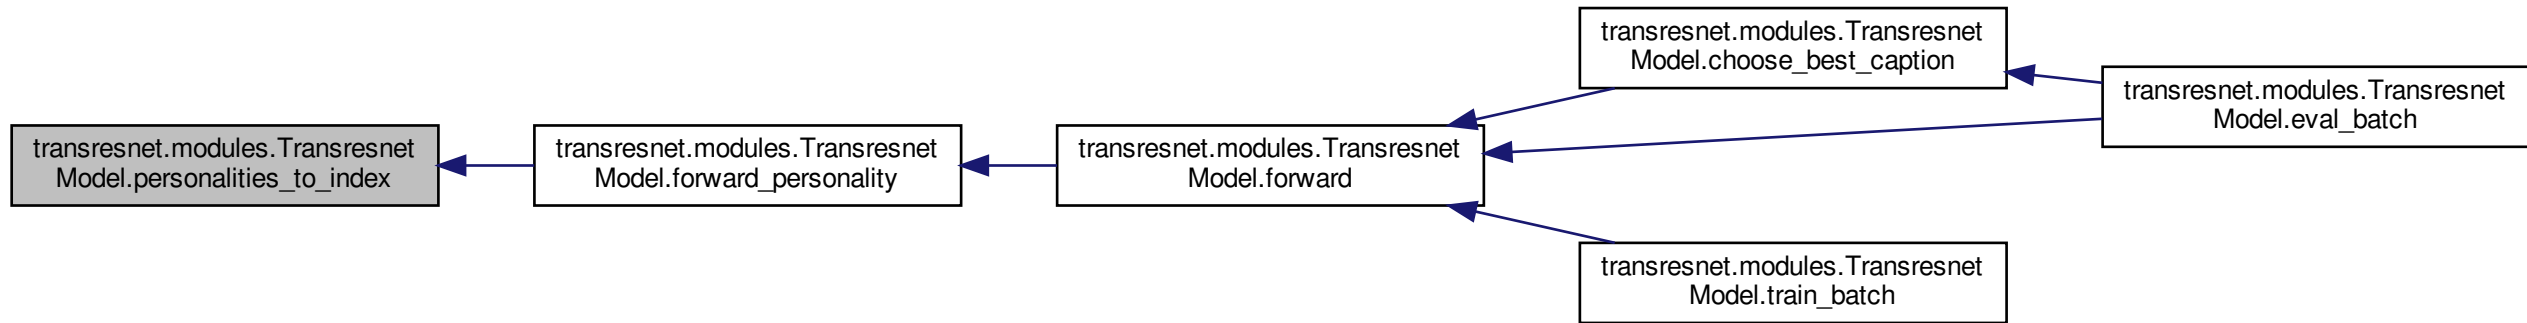 transresnet.modules.Transresnet
Model.personalities_to_index
transresnet.modules.Transresnet
Model.forward_personality
transresnet.modules.Transresnet
Model.forward
transresnet.modules.Transresnet
Model.choose_best_caption
transresnet.modules.Transresnet
Model.eval_batch
transresnet.modules.Transresnet
Model.train_batch